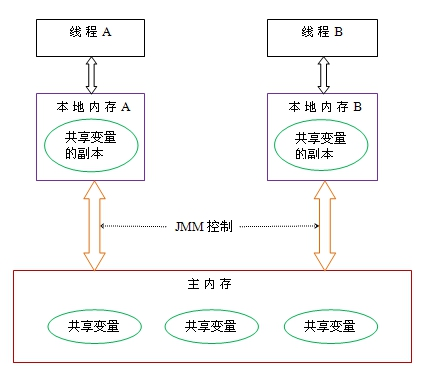 线程 A
线程 B
本地内存 A
本地内存 B
共享变量
的副本
共享变量
的副本
JMM 控制
主内存
共享变量
共享变量
共享变量